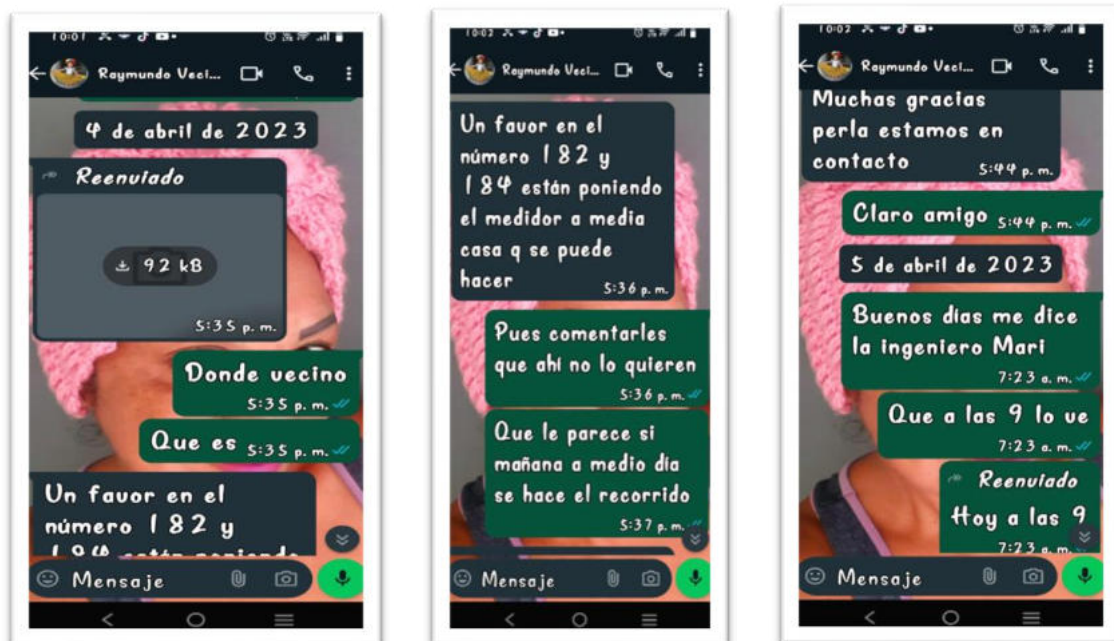 10:01
Raymundo Veci...
4 de abril de 2023
Reenviado
92 kB
5:35 p. m.
Donde vecino
5:35 p. m.
Que es 5:35 p. m.
Un favor en el
número 182 y
184 están poniendo
Mensaje
10:02
Raymundo Veci...
Un favor en el
número 182 y
184 están poniendo
el medidor a media
casa q se puede
hacer
5:36 p. m.
Pues comentarles
que ahí no lo quieren
5:36 p. m.
Que le parece si
mañana a medio día
se hace el recorrido
5:37 p. m.
Mensaje
10:02
Raymundo Veci...
Muchas gracias
perla estamos en
contacto
5:44 p. m.
Claro amigo 5:44 p. m.
5 de abril de 2023
Buenos días me dice
la ingeniero Mari
7:23 a. m.
Que a las 9 lo ve
7:23 a. m.
Reenviado
Hoy a las 9
7:23 a. m.
Mensaje